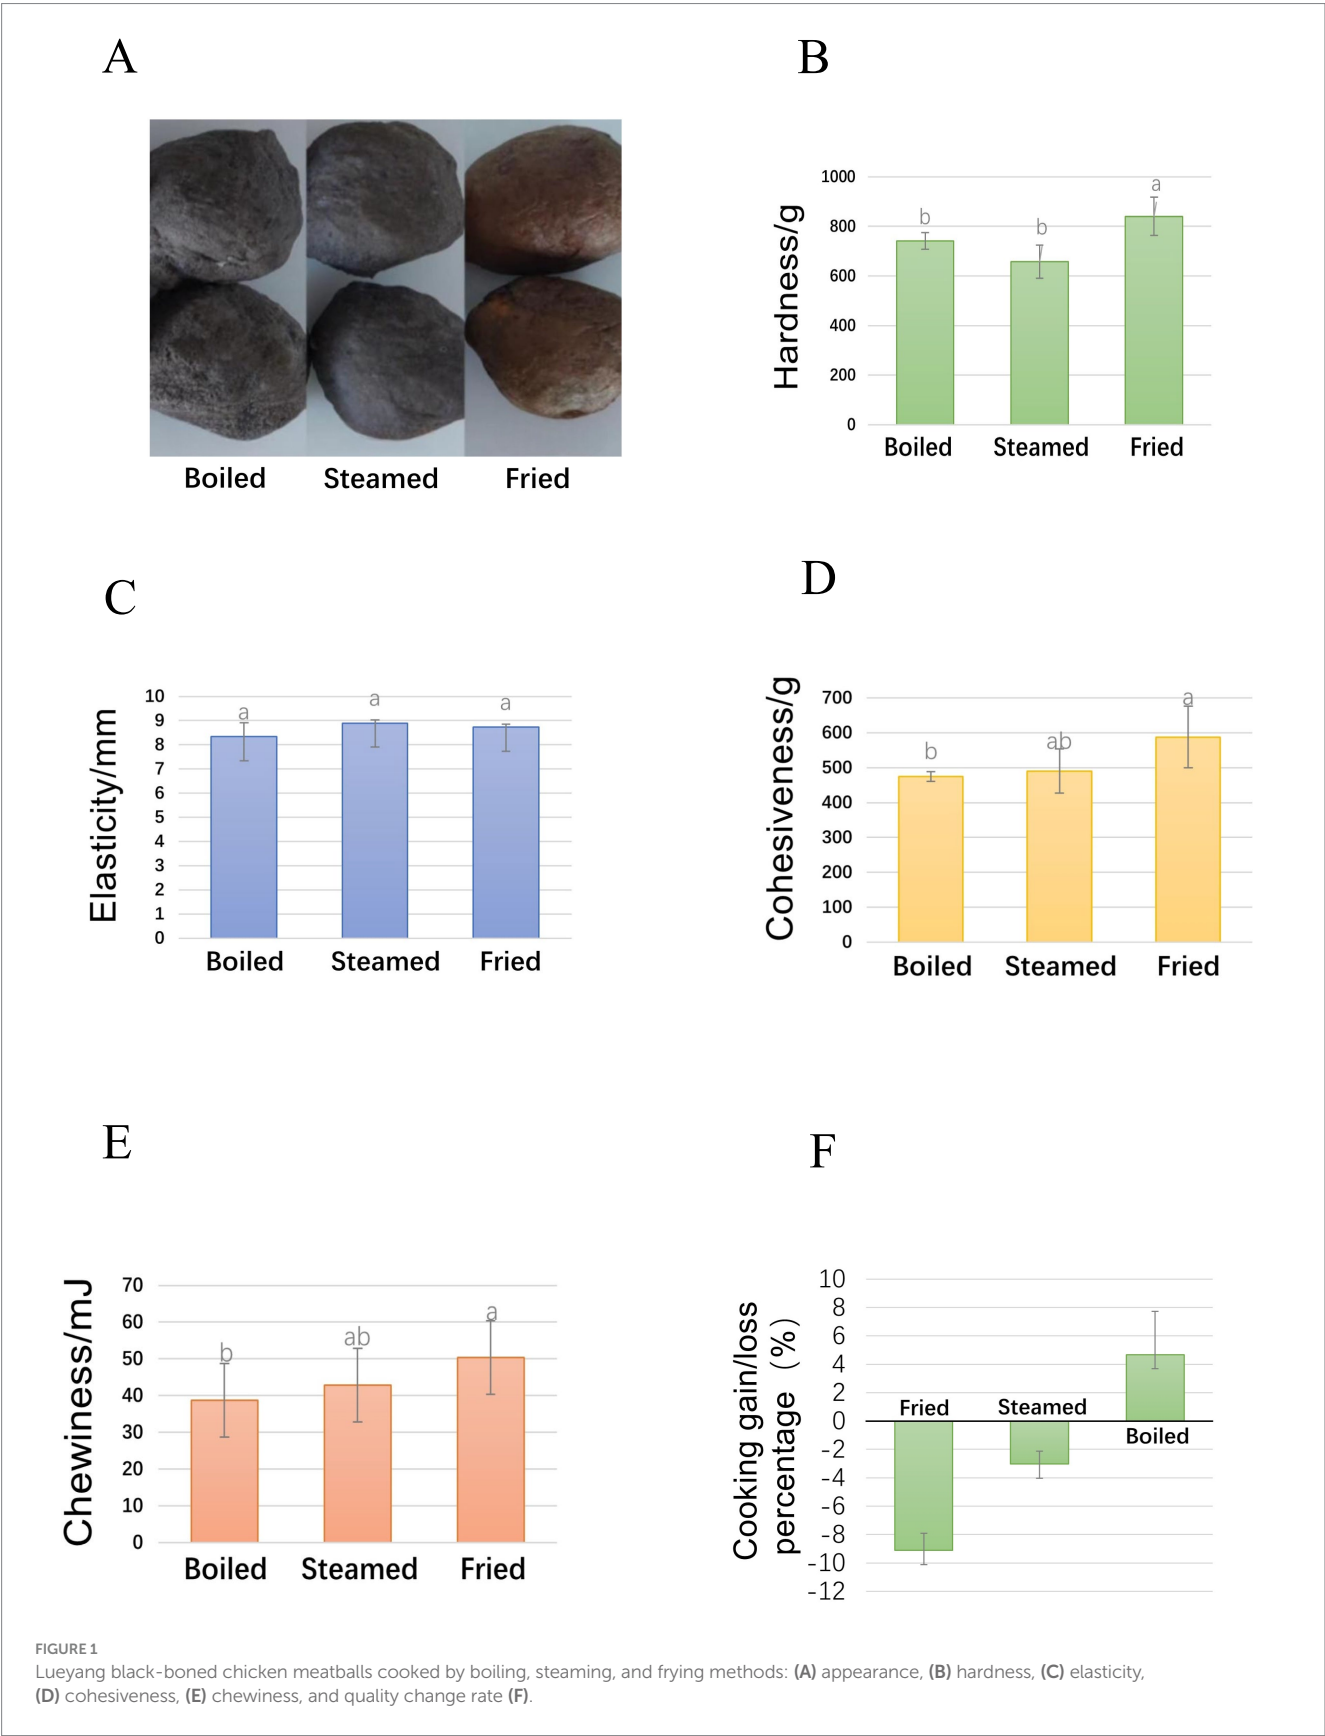 A
Boiled
Steamed
Fried
B
Hardness/g
1000
800
600
400
200
0
b
b
a
Boiled
Steamed
Fried
C
Elasticity/mm
10
9
8
7
6
5
4
3
2
1
0
a
a
a
Boiled
Steamed
Fried
D
Cohesiveness/g
700
600
500
400
300
200
100
0
b
ab
a
Boiled
Steamed
Fried
E
Chewiness/mJ
70
60
50
40
30
20
10
0
b
ab
a
Boiled
Steamed
Fried
F
Cooking gain/loss
percentage (%)
10
8
6
4
2
0
-2
-4
-6
-8
-10
-12
Fried
Steamed
Boiled
FIGURE 1
Lueyang black-boned chicken meatballs cooked by boiling, steaming, and frying methods: (A) appearance, (B) hardness, (C) elasticity,
(D) cohesiveness, (E) chewiness, and quality change rate (F).